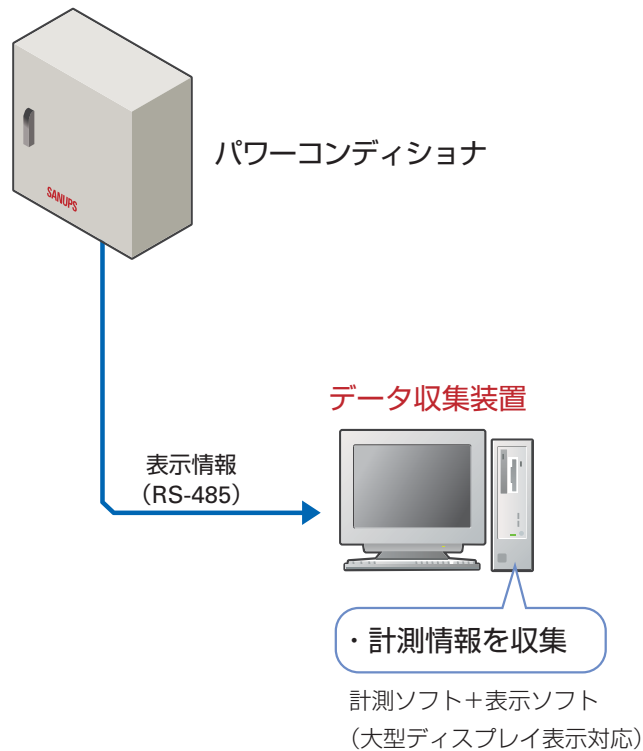 パワーコンディショナ
SANUPS
データ収集装置
表示情報
（RS-485）
・計測情報を収集
計測ソフト＋表示ソフト
（大型ディスプレイ表示対応）